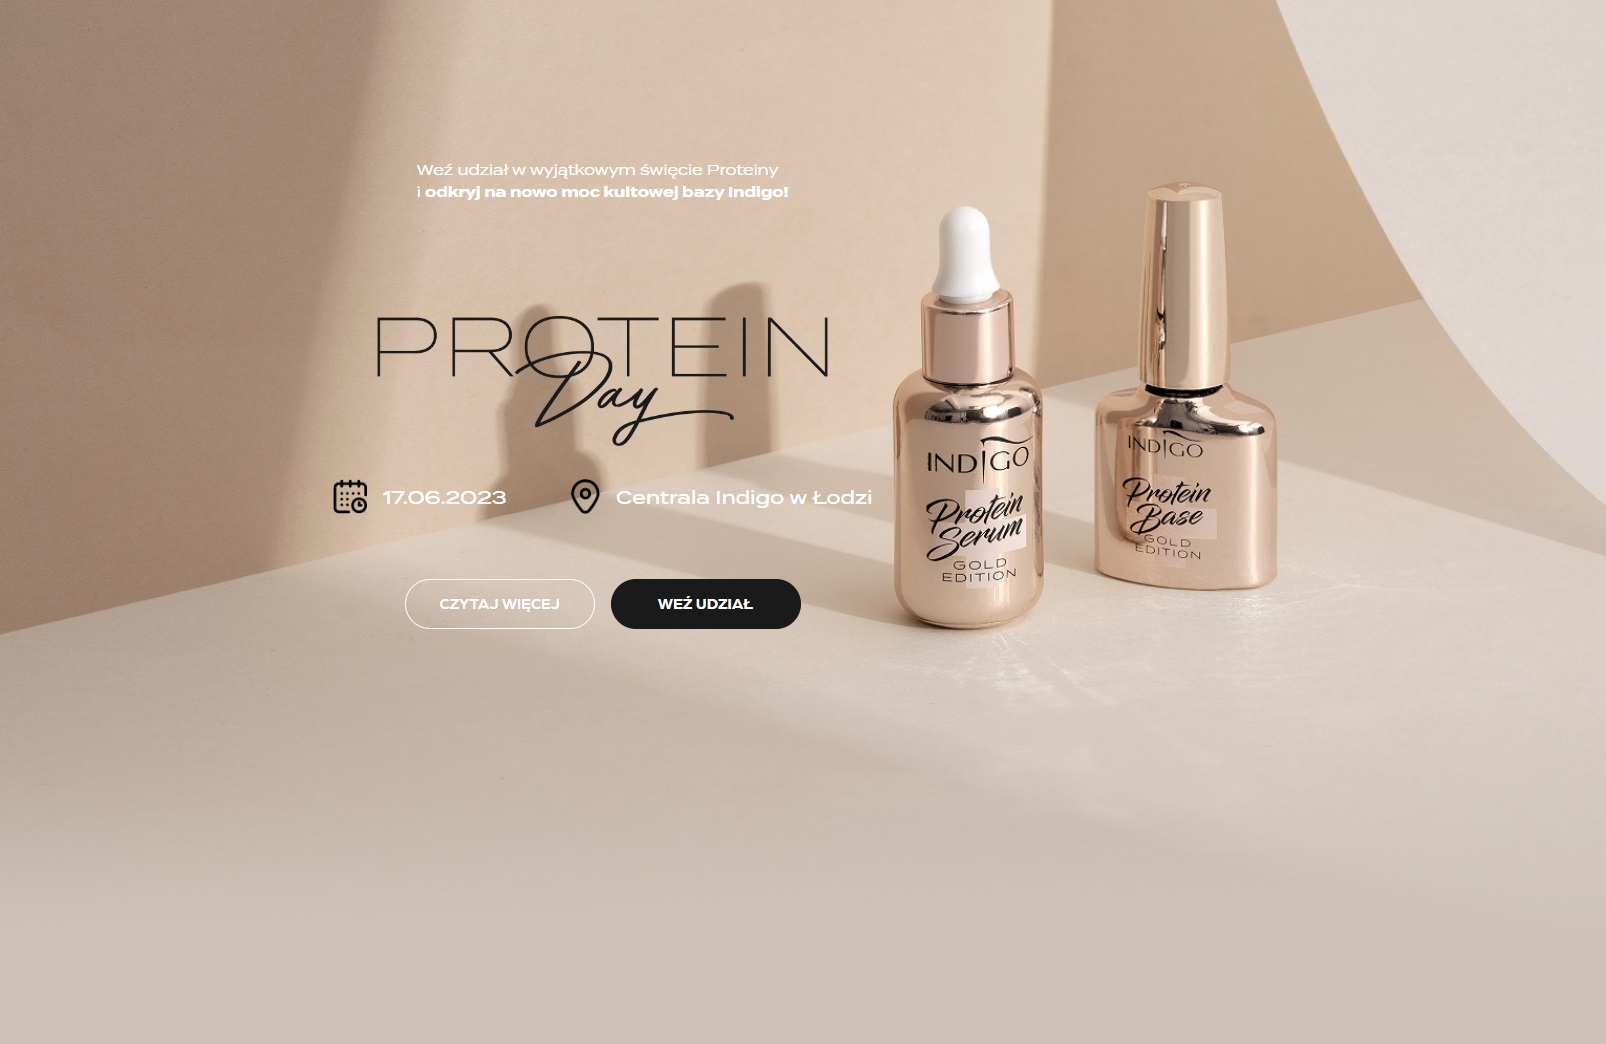 Weź udział w wyjątkowym święcie Proteiny
i odkryj na nowo moc kultowej bazy Indigo!
PROTEIN
Day
17.06.2023
Centrala Indigo w Łodzi
CZYTAJ WIĘCEJ
WEŹ UDZIAŁ
INDIGO
Protein
Serum
GOLD
EDITION
INDIGO
Protein
Base
GOLD
EDITION